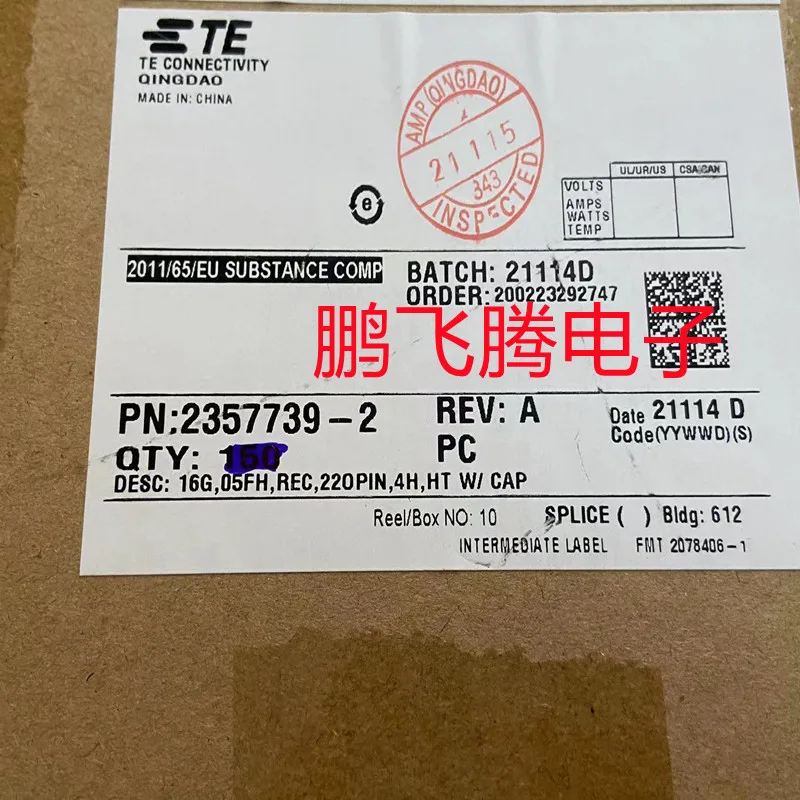 TE
TE CONNECTIVITY
QINGDAO
MADE IN: CHINA
AMP(QINGDAO)
21115
343
INSPECTED
e
UL/UR/US CSA/CAN
VOLTS
AMPS
WATTS
TEMP
2011/65/EU SUBSTANCE COMP
BATCH: 21114D
ORDER: 200223292747
鹏飞腾电子
PN:2357739-2
REV: A
Date 21114 D
Code(YYWWD)(S)
QTY: 150
PC
DESC: 16G,05FH,REC,220PIN,4H,HT W/ CAP
Reel/Box NO: 10 SPLICE ( ) Bldg: 612
INTERMEDIATE LABEL FMT 2078406-1